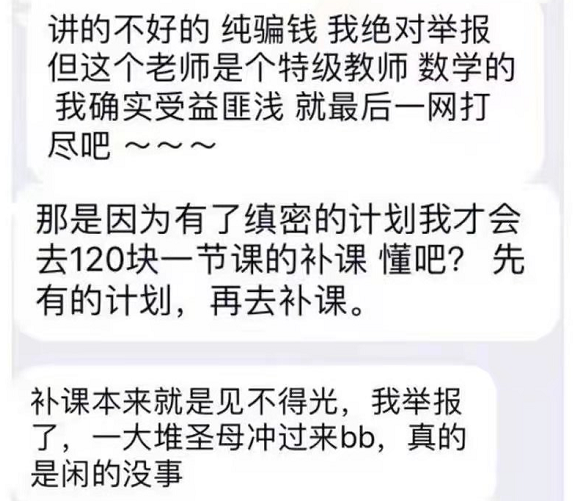 讲的不好的 纯骗钱 我绝对举报
但这个老师是个特级教师 数学的
我确实受益匪浅 就最后一网打
尽吧 ～～～
那是因为有了缜密的计划我才会
去120块一节课的补课 懂吧？ 先
有的计划，再去补课。
补课本来就是见不得光，我举报
了，一大堆圣母冲过来bb，真的
是闲的没事